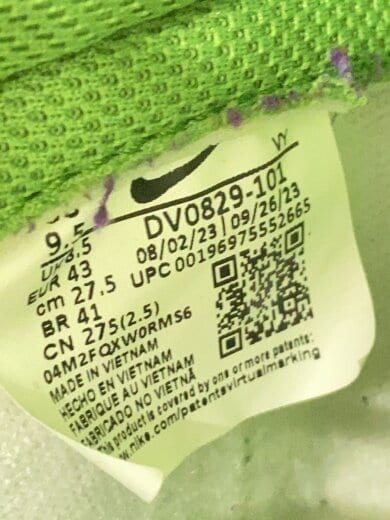 VY
9.5
DV0829-101
UK 8.5
08/02/23 | 09/26/23
EUR 43
UPC 00196975552665
cm 27.5
BR 41
CN 275(2.5)
04M2FQXW0RMS6
MADE IN VIETNAM
HECHO EN VIETNAM
FABRIQUE AU VIETNAM
FABRICADO NO VIETNÃ
This product is covered by one or more patents:
www.nike.com/patentsvirtualmarking